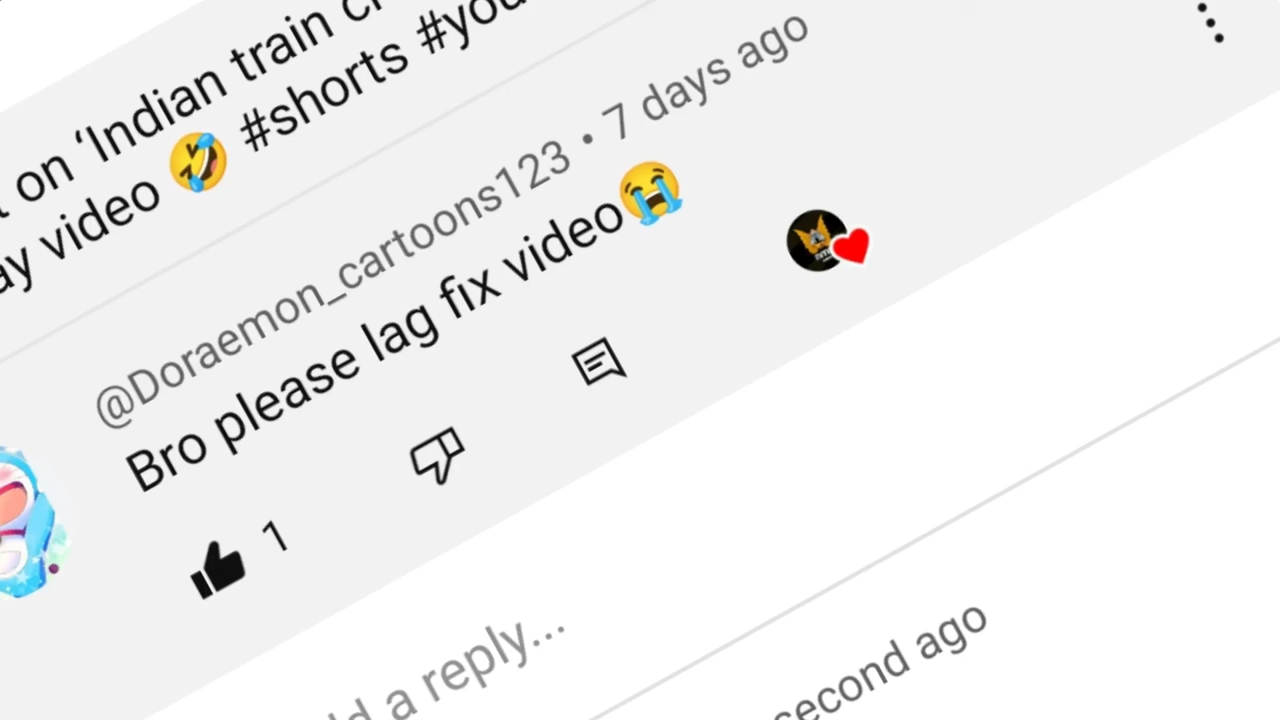 on ‘Indian train
video 🤣 #shorts
@Doraemon_cartoons123 • 7 days ago
Bro please lag fix video😭
1
a reply...
second ago